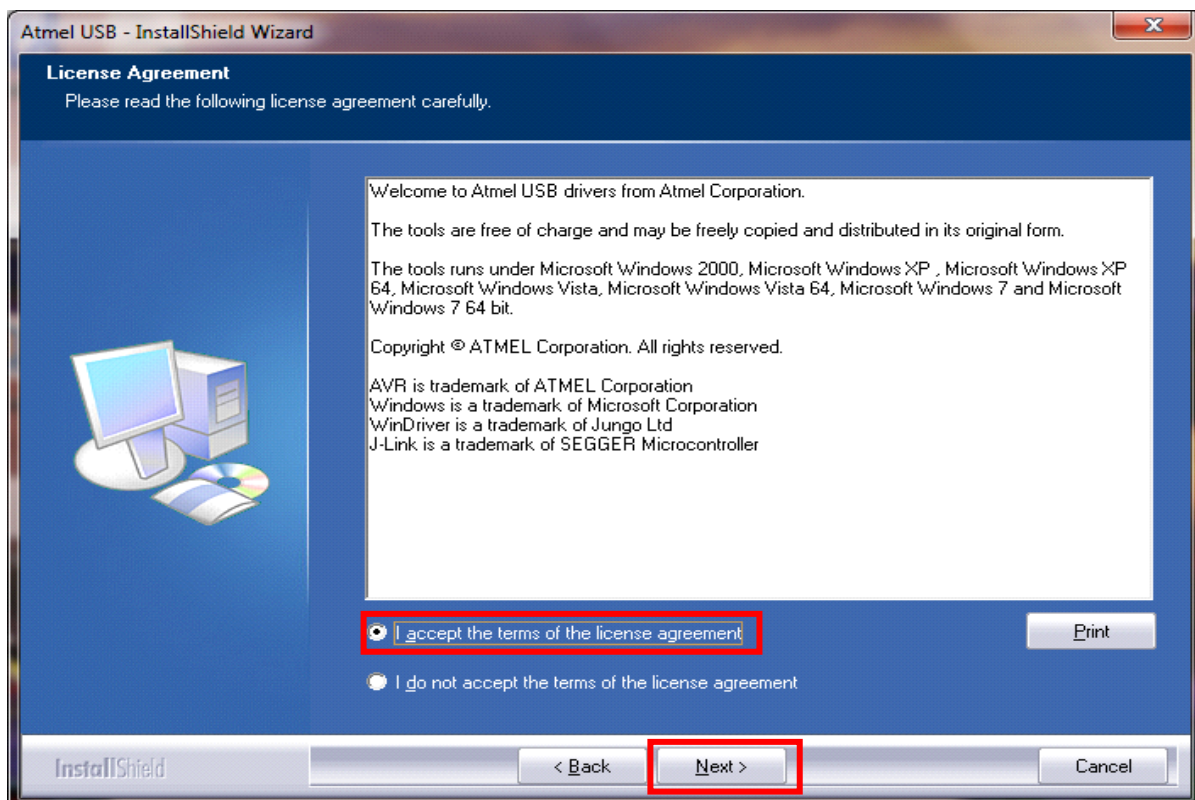 Atmel USB - InstallShield Wizard
License Agreement
Please read the following license agreement carefully.
Welcome to Atmel USB drivers from Atmel Corporation.
The tools are free of charge and may be freely copied and distributed in its original form.
The tools runs under Microsoft Windows 2000, Microsoft Windows XP , Microsoft Windows XP
64, Microsoft Windows Vista, Microsoft Windows Vista 64, Microsoft Windows 7 and Microsoft
Windows 7 64 bit.
Copyright © ATMEL Corporation. All rights reserved.
AVR is trademark of ATMEL Corporation
Windows is a trademark of Microsoft Corporation
WinDriver is a trademark of Jungo Ltd
J-Link is a trademark of SEGGER Microcontroller
I accept the terms of the license agreement
Print
I do not accept the terms of the license agreement
InstallShield
< Back
Next >
Cancel